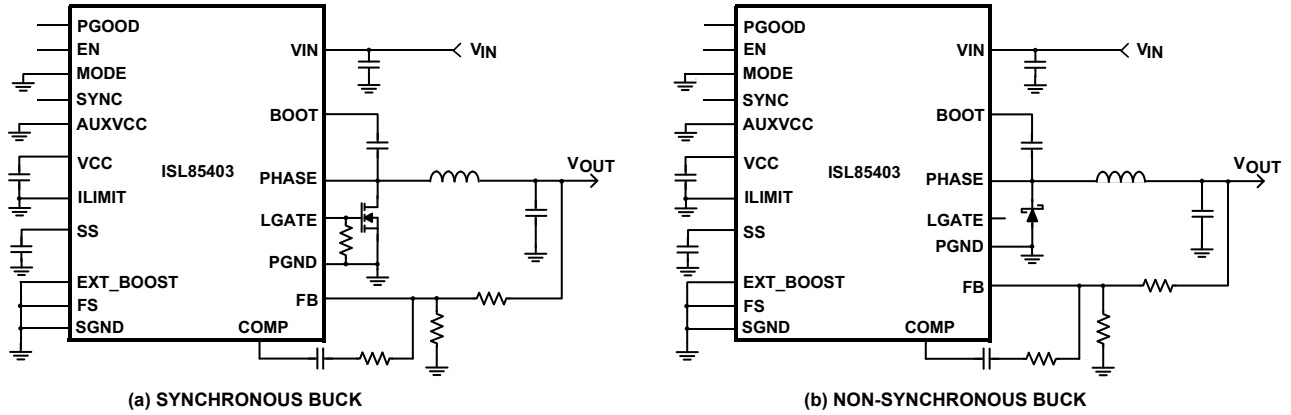 PGOOD
EN
MODE
SYNC
AUXVCC
VCC
ILIMIT
SS
EXT_BOOST
FS
SGND
ISL85403
VIN
BOOT
PHASE
LGATE
PGND
FB
COMP
VIN
VOUT
(a) SYNCHRONOUS BUCK
PGOOD
EN
MODE
SYNC
AUXVCC
VCC
ILIMIT
SS
EXT_BOOST
FS
SGND
ISL85403
VIN
BOOT
PHASE
LGATE
PGND
FB
COMP
VIN
VOUT
(b) NON-SYNCHRONOUS BUCK